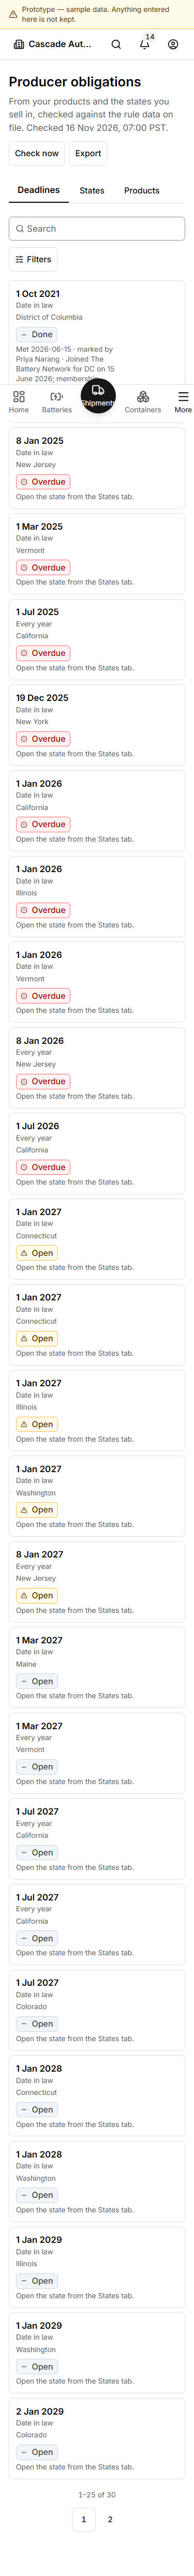 Prototype — sample data. Anything entered
here is not kept.
Cascade Aut...
14
Producer obligations
From your products and the states you
sell in, checked against the rule data on
file. Checked 16 Nov 2026, 07:00 PST.
Check now
Export
Deadlines
States
Products
Search
Filters
1 Oct 2021
Date in law
District of Columbia
Done
Met 2026-06-15 · marked by
Priya Narang · Joined The
Battery Network for DC on 15
June 2026; membership
Home
Batteries
Shipments
Containers
More
8 Jan 2025
Date in law
New Jersey
Overdue
Open the state from the States tab.
1 Mar 2025
Date in law
Vermont
Overdue
Open the state from the States tab.
1 Jul 2025
Every year
California
Overdue
Open the state from the States tab.
19 Dec 2025
Date in law
New York
Overdue
Open the state from the States tab.
1 Jan 2026
Date in law
California
Overdue
Open the state from the States tab.
1 Jan 2026
Date in law
Illinois
Overdue
Open the state from the States tab.
1 Jan 2026
Date in law
Vermont
Overdue
Open the state from the States tab.
8 Jan 2026
Every year
New Jersey
Overdue
Open the state from the States tab.
1 Jul 2026
Every year
California
Overdue
Open the state from the States tab.
1 Jan 2027
Date in law
Connecticut
Open
Open the state from the States tab.
1 Jan 2027
Date in law
Connecticut
Open
Open the state from the States tab.
1 Jan 2027
Date in law
Illinois
Open
Open the state from the States tab.
1 Jan 2027
Date in law
Washington
Open
Open the state from the States tab.
8 Jan 2027
Every year
New Jersey
Open
Open the state from the States tab.
1 Mar 2027
Date in law
Maine
Open
Open the state from the States tab.
1 Mar 2027
Every year
Vermont
Open
Open the state from the States tab.
1 Jul 2027
Every year
California
Open
Open the state from the States tab.
1 Jul 2027
Every year
California
Open
Open the state from the States tab.
1 Jul 2027
Date in law
Colorado
Open
Open the state from the States tab.
1 Jan 2028
Date in law
Connecticut
Open
Open the state from the States tab.
1 Jan 2028
Date in law
Washington
Open
Open the state from the States tab.
1 Jan 2029
Date in law
Illinois
Open
Open the state from the States tab.
1 Jan 2029
Date in law
Washington
Open
Open the state from the States tab.
2 Jan 2029
Date in law
Colorado
Open
Open the state from the States tab.
1–25 of 30
1
2